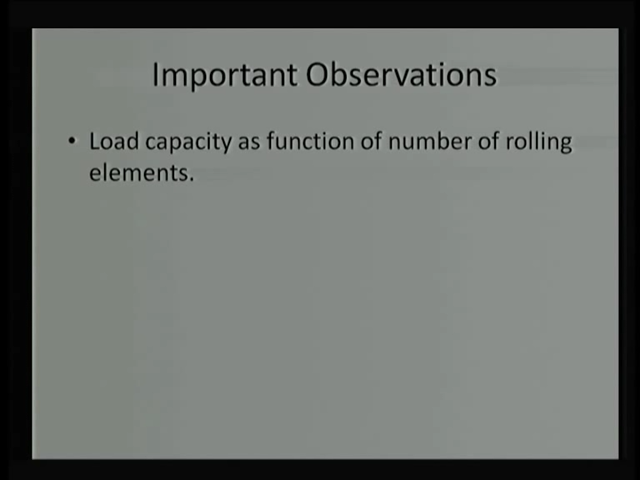 Important Observations
• Load capacity as function of number of rolling
elements.